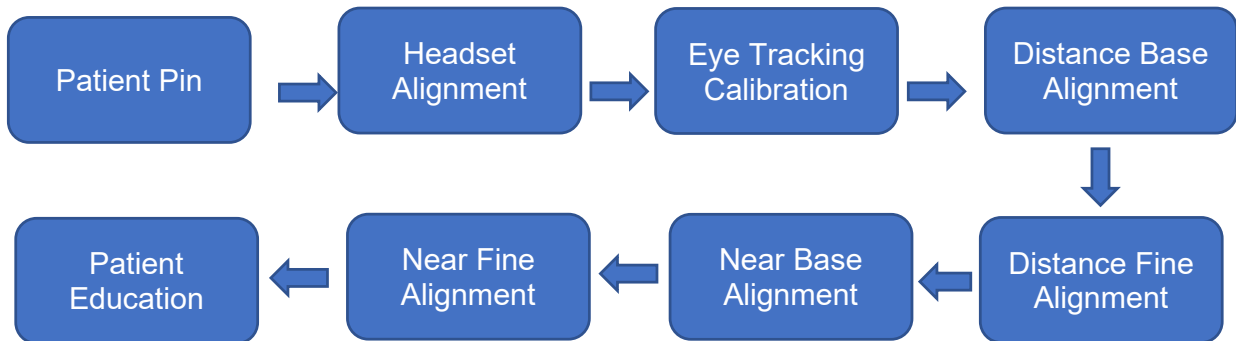 Patient Pin
Headset
Alignment
Eye Tracking
Calibration
Distance Base
Alignment
Distance Fine
Alignment
Near Base
Alignment
Near Fine
Alignment
Patient
Education